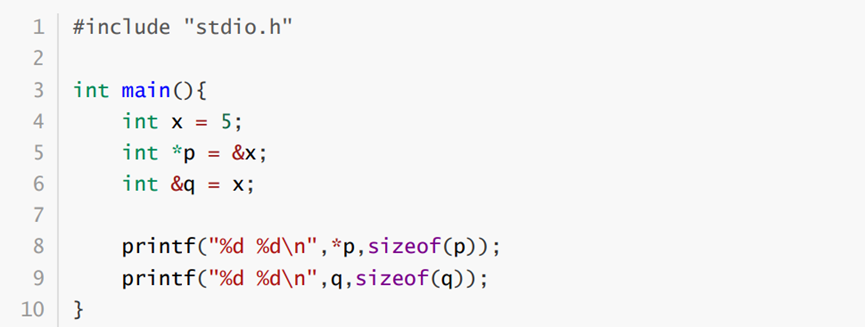 1 #include "stdio.h"
2
3 int main(){
4     int x = 5;
5     int *p = &x;
6     int &q = x;
7
8     printf("%d %d\n",*p,sizeof(p));
9     printf("%d %d\n",q,sizeof(q));
10 }